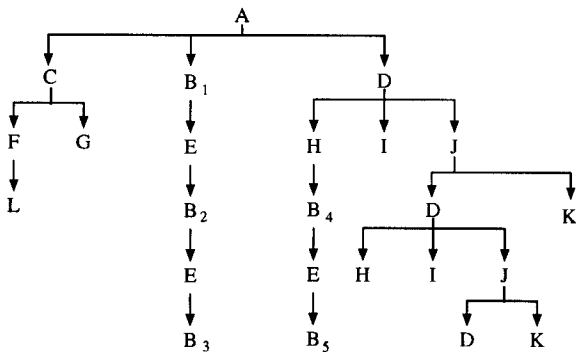 A
C B1 D
F G E H I J
L B2 B4 D K
E E H I J
B3 B5 D K